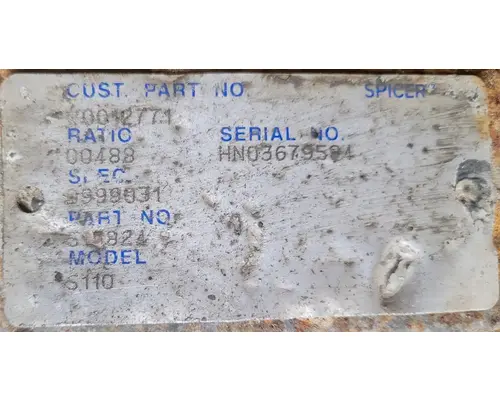 CUST. PART NO. SPICER
RATIO SERIAL NO.
00488 HN03679584
SPEC.
PART NO.
MODEL
S110